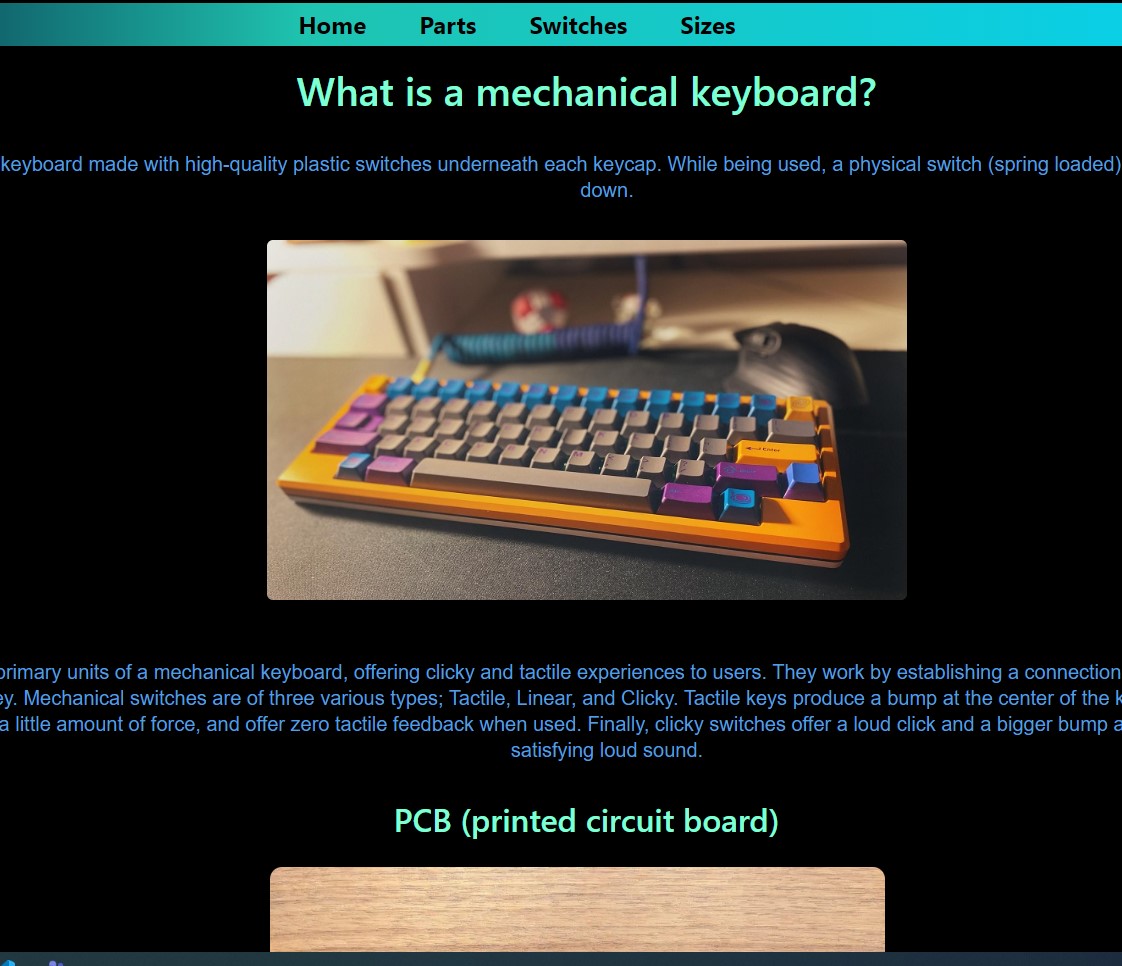 Home Parts Switches Sizes
What is a mechanical keyboard?
keyboard made with high-quality plastic switches underneath each keycap. While being used, a physical switch (spring loaded)
down.
Enter
primary units of a mechanical keyboard, offering clicky and tactile experiences to users. They work by establishing a connection
ey. Mechanical switches are of three various types; Tactile, Linear, and Clicky. Tactile keys produce a bump at the center of the k
a little amount of force, and offer zero tactile feedback when used. Finally, clicky switches offer a loud click and a bigger bump a
satisfying loud sound.
PCB (printed circuit board)